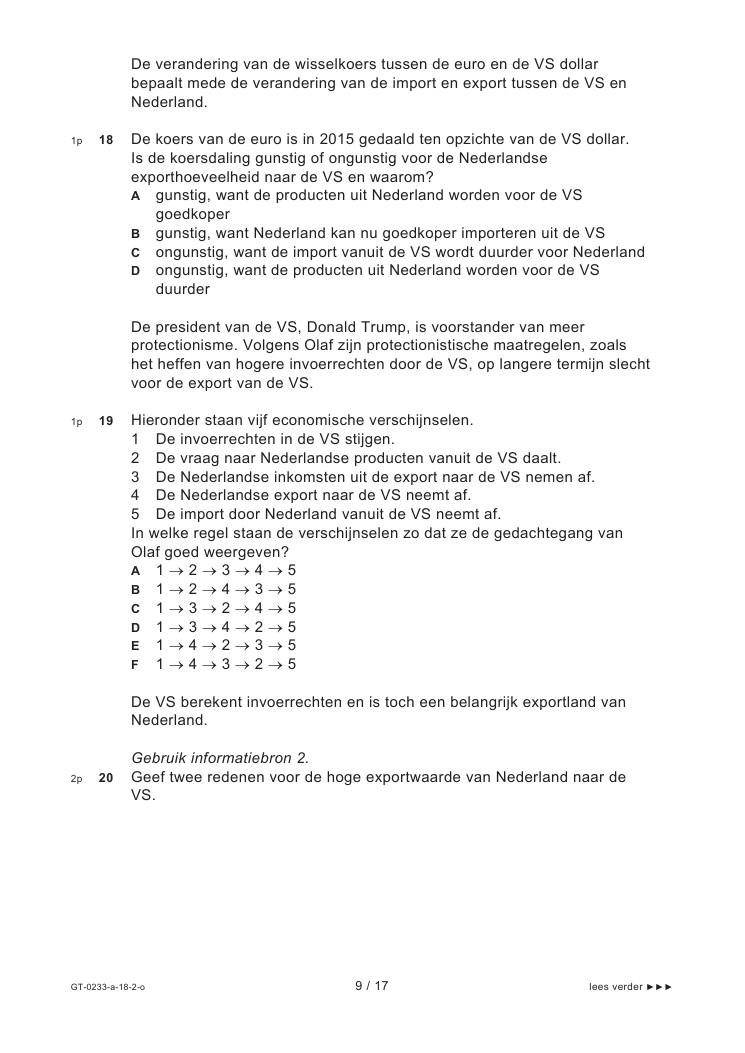 De verandering van de wisselkoers tussen de euro en de VS dollar
bepaalt mede de verandering van de import en export tussen de VS en
Nederland.
1p 18 De koers van de euro is in 2015 gedaald ten opzichte van de VS dollar.
Is de koersdaling gunstig of ongunstig voor de Nederlandse
exporthoeveelheid naar de VS en waarom?
A gunstig, want de producten uit Nederland worden voor de VS
goedkoper
B gunstig, want Nederland kan nu goedkoper importeren uit de VS
C ongunstig, want de import vanuit de VS wordt duurder voor Nederland
D ongunstig, want de producten uit Nederland worden voor de VS
duurder
De president van de VS, Donald Trump, is voorstander van meer
protectionisme. Volgens Olaf zijn protectionistische maatregelen, zoals
het heffen van hogere invoerrechten door de VS, op langere termijn slecht
voor de export van de VS.
1p 19 Hieronder staan vijf economische verschijnselen.
1 De invoerrechten in de VS stijgen.
2 De vraag naar Nederlandse producten vanuit de VS daalt.
3 De Nederlandse inkomsten uit de export naar de VS nemen af.
4 De Nederlandse export naar de VS neemt af.
5 De import door Nederland vanuit de VS neemt af.
In welke regel staan de verschijnselen zo dat ze de gedachtegang van
Olaf goed weergeven?
A 1 → 2 → 3 → 4 → 5
B 1 → 2 → 4 → 3 → 5
C 1 → 3 → 2 → 4 → 5
D 1 → 3 → 4 → 2 → 5
E 1 → 4 → 2 → 3 → 5
F 1 → 4 → 3 → 2 → 5
De VS berekent invoerrechten en is toch een belangrijk exportland van
Nederland.
Gebruik informatiebron 2.
2p 20 Geef twee redenen voor de hoge exportwaarde van Nederland naar de
VS.
GT-0233-a-18-2-o 9 / 17 lees verder ►►►